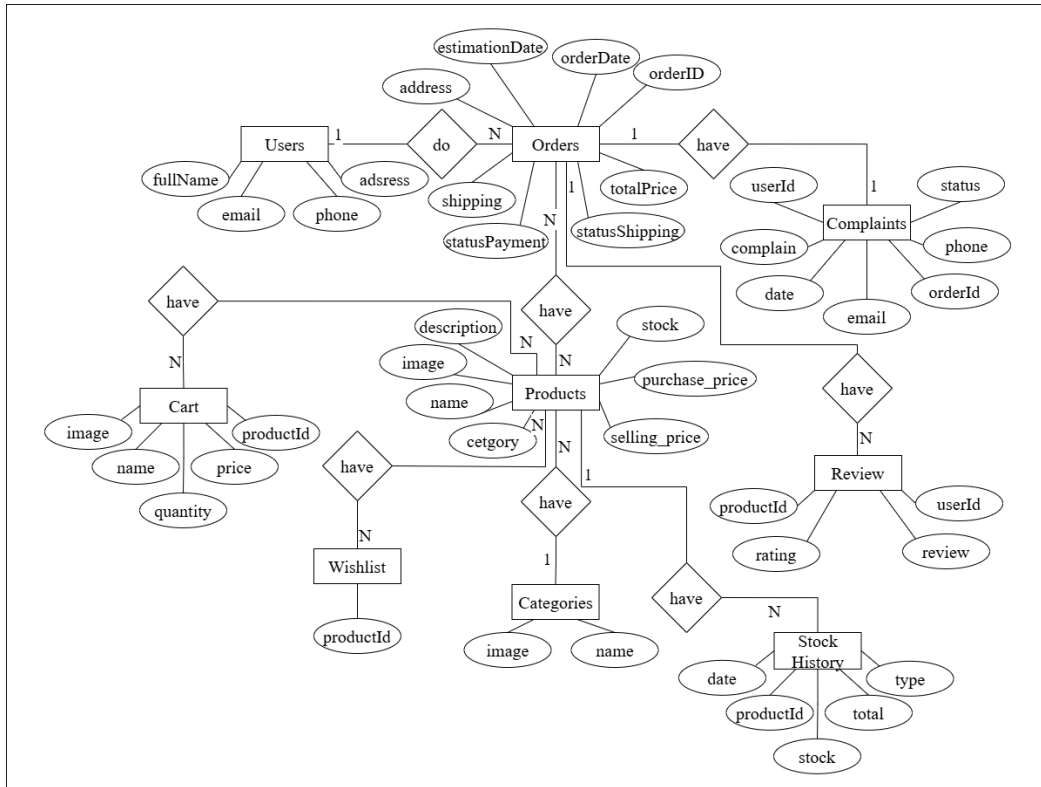 estimationDate
orderDate
orderID
address
Users
1
do
N
Orders
1
have
fullName
adsress
email
phone
shipping
totalPrice
statusPayment
statusShipping
N
1
1
userId
status
Complaints
complain
phone
date
orderId
email
have
N
have
N
description
stock
image
purchase_price
Products
name
cetgory
selling_price
N
N
1
N
Cart
image
productId
name
price
quantity
have
N
Review
productId
userId
rating
review
have
N
Wishlist
productId
have
1
Categories
image
name
have
N
Stock
History
date
type
productId
total
stock
N